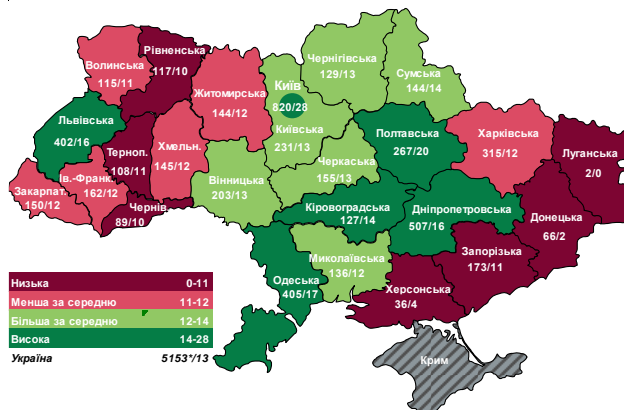 Рівненська
117/10
Волинська
115/11
Житомирська
144/12
Київ
820/28
Київська
231/13
Чернігівська
129/13
Сумська
144/14
Львівська
402/16
Терноп.
108/11
Хмельн.
145/12
Ів.-Франк.
162/12
Закарпат.
150/12
Чернів.
89/10
Вінницька
203/13
Черкаська
155/13
Полтавська
267/20
Харківська
315/12
Луганська
2/0
Кіровоградська
127/14
Дніпропетровська
507/16
Донецька
66/2
Запорізька
173/11
Миколаївська
136/12
Одеська
405/17
Херсонська
36/4
Крим
Низька 0-11
Менша за середню 11-12
Більша за середню 12-14
Висока 14-28
Україна 5153*/13